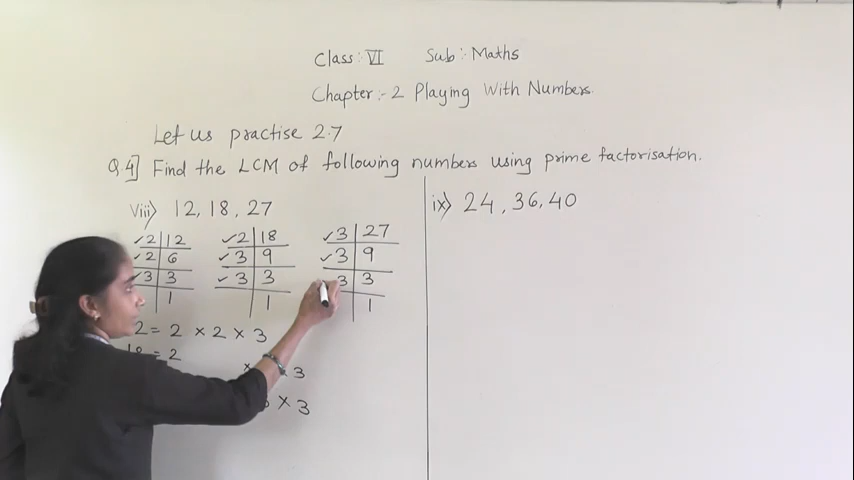 Class:- VI Sub:- Maths
Chapter:- 2 Playing With Numbers.
Let us practise 2.7
Q.4] Find the LCM of following numbers using prime factorisation.
viii) 12, 18, 27
✓2 | 12
✓2 | 6
✓3 | 3
1
✓2 | 18
✓3 | 9
✓3 | 3
1
✓3 | 27
✓3 | 9
3 | 3
1
2 = 2 × 2 × 3
18 = 2
× 3
× 3
ix) 24, 36, 40